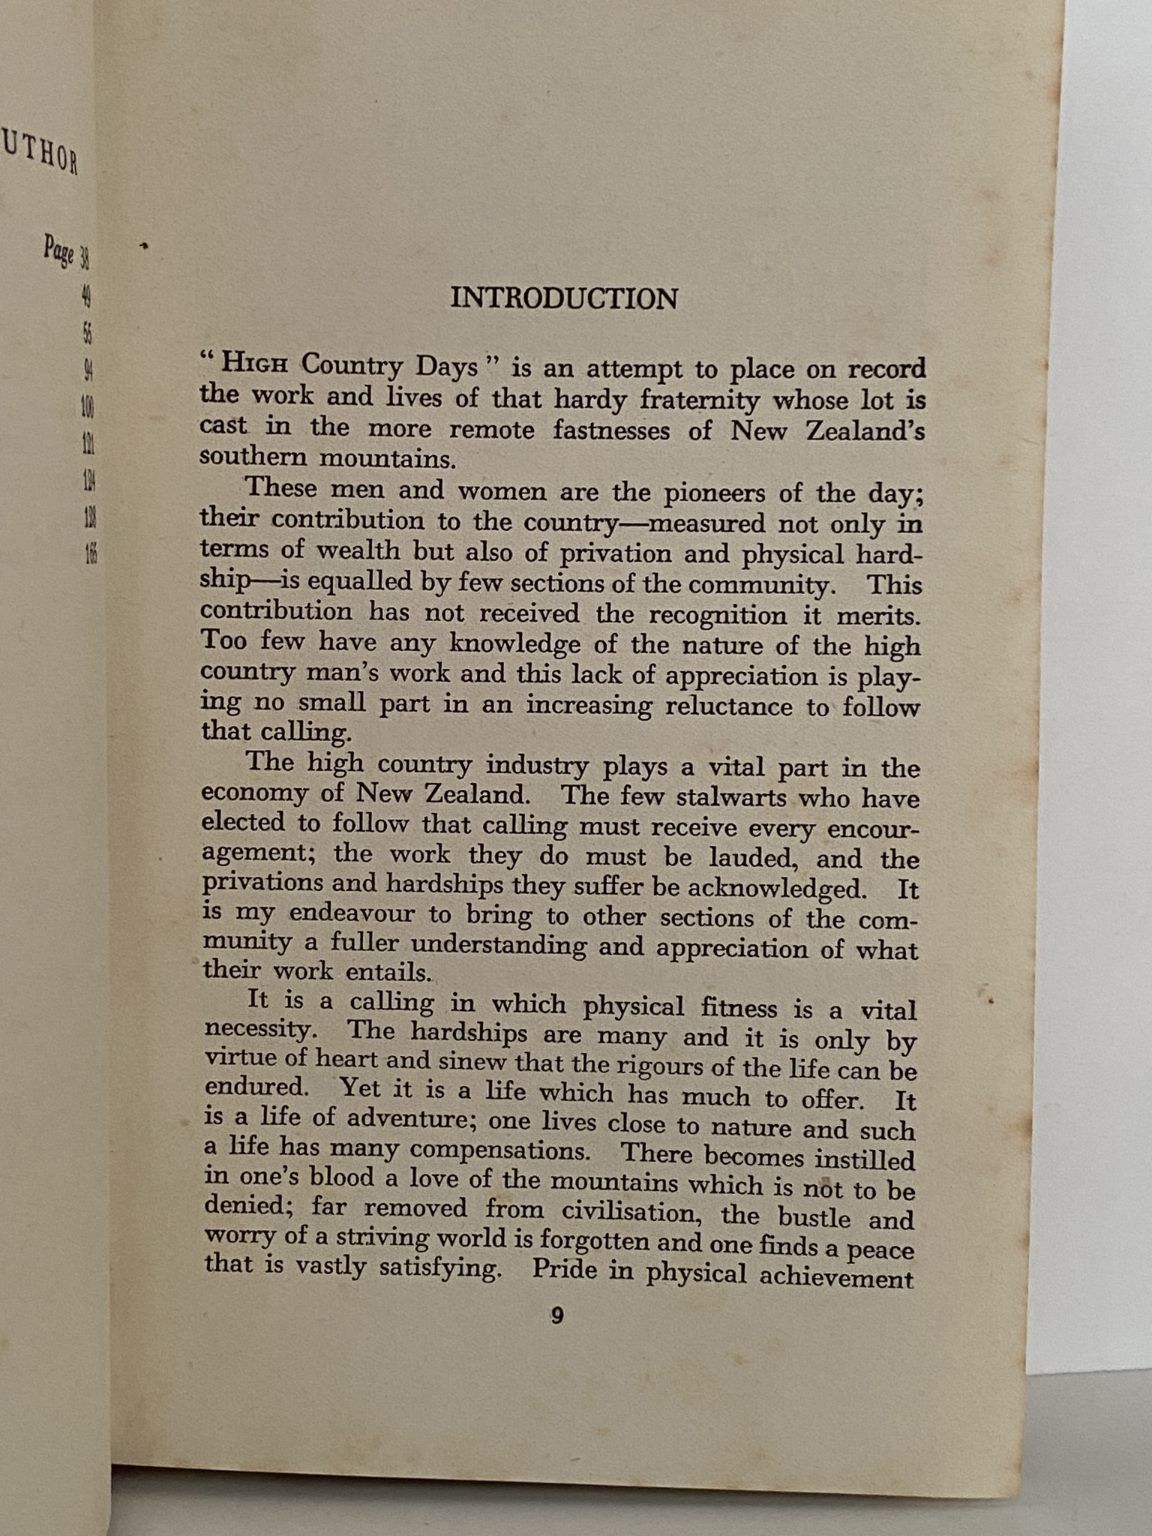 UTHOR
Page 38
49
55
94
108
121
124
138
166
INTRODUCTION
“ HIGH Country Days ” is an attempt to place on record
the work and lives of that hardy fraternity whose lot is
cast in the more remote fastnesses of New Zealand’s
southern mountains.
These men and women are the pioneers of the day;
their contribution to the country—measured not only in
terms of wealth but also of privation and physical hard-
ship—is equalled by few sections of the community. This
contribution has not received the recognition it merits.
Too few have any knowledge of the nature of the high
country man’s work and this lack of appreciation is play-
ing no small part in an increasing reluctance to follow
that calling.
The high country industry plays a vital part in the
economy of New Zealand. The few stalwarts who have
elected to follow that calling must receive every encour-
agement; the work they do must be lauded, and the
privations and hardships they suffer be acknowledged. It
is my endeavour to bring to other sections of the com-
munity a fuller understanding and appreciation of what
their work entails.
It is a calling in which physical fitness is a vital
necessity. The hardships are many and it is only by
virtue of heart and sinew that the rigours of the life can be
endured. Yet it is a life which has much to offer. It
is a life of adventure; one lives close to nature and such
a life has many compensations. There becomes instilled
in one’s blood a love of the mountains which is not to be
denied; far removed from civilisation, the bustle and
worry of a striving world is forgotten and one finds a peace
that is vastly satisfying. Pride in physical achievement
9